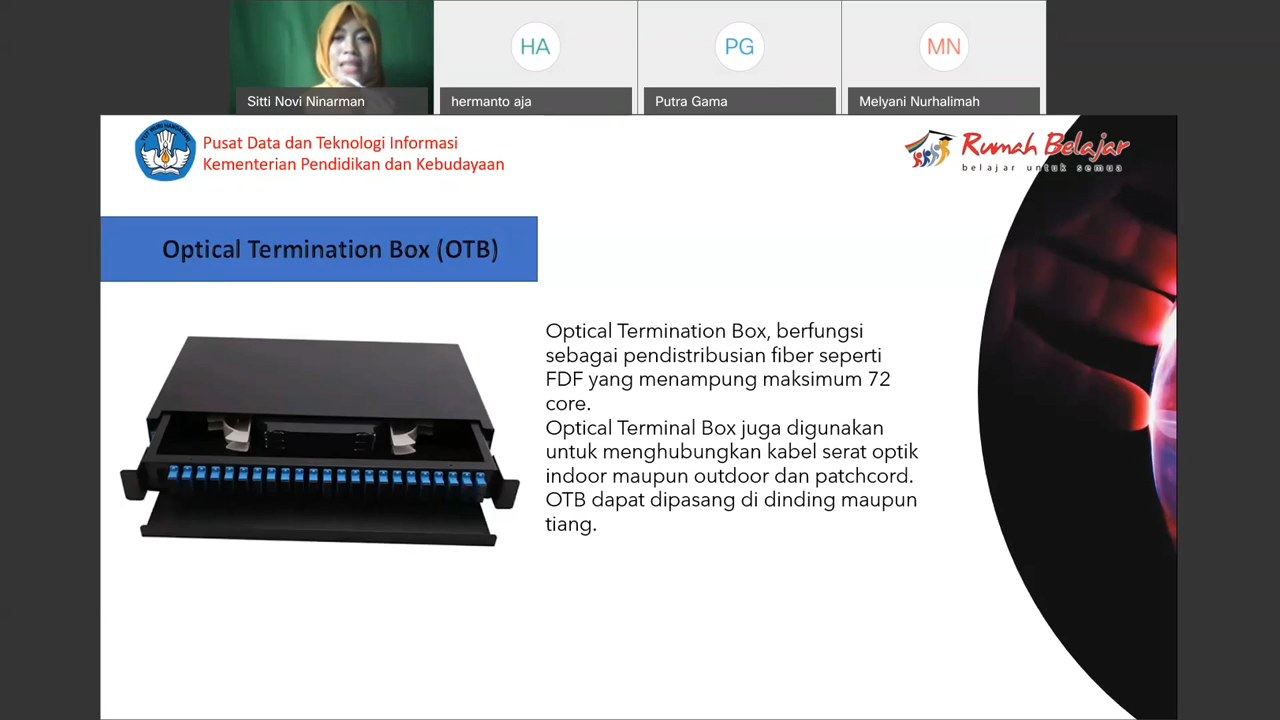 HA
PG
MN
Sitti Novi Ninarman
hermanto aja
Putra Gama
Melyani Nurhalimah
Pusat Data dan Teknologi Informasi
Kementerian Pendidikan dan Kebudayaan
Rumah Belajar
belajar untuk semua
Optical Termination Box (OTB)
Optical Termination Box, berfungsi
sebagai pendistribusian fiber seperti
FDF yang menampung maksimum 72
core.
Optical Terminal Box juga digunakan
untuk menghubungkan kabel serat optik
indoor maupun outdoor dan patchcord.
OTB dapat dipasang di dinding maupun
tiang.